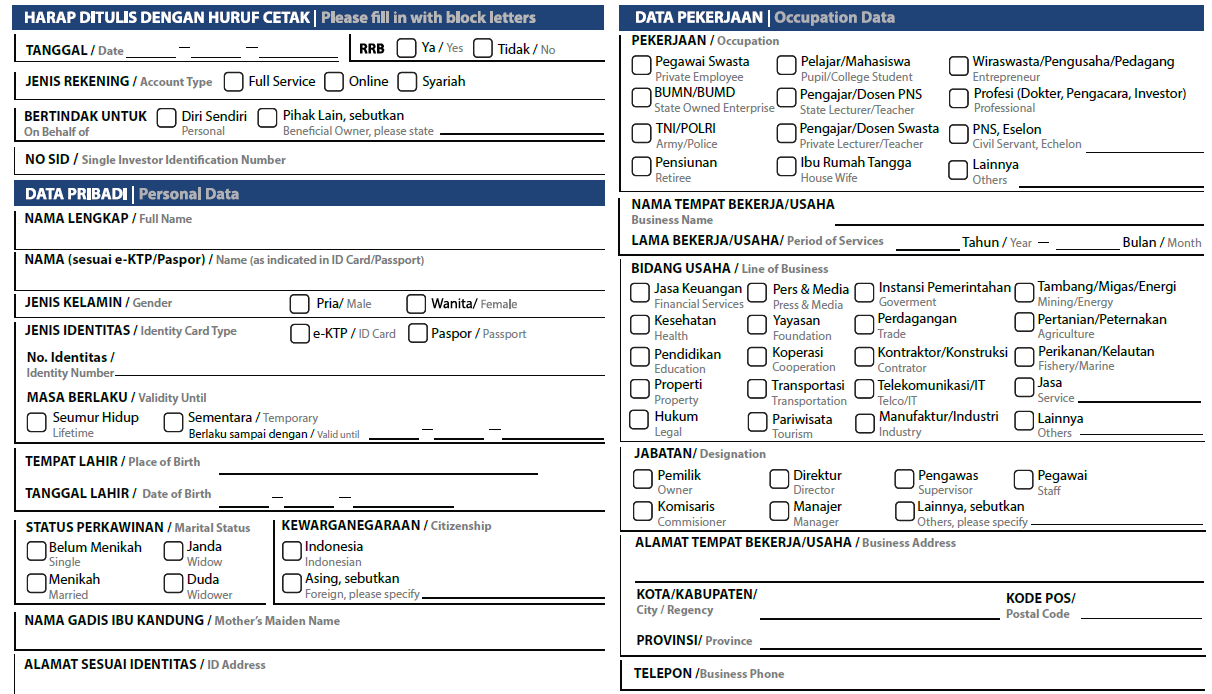 HARAP DITULIS DENGAN HURUF CETAK | Please fill in with block letters
TANGGAL / Date
RRB Ya / Yes Tidak / No
JENIS REKENING / Account Type Full Service Online Syariah
BERTINDAK UNTUK Diri Sendiri Pihak Lain, sebutkan
On Behalf of Personal Beneficial Owner, please state
NO SID / Single Investor Identification Number
DATA PRIBADI | Personal Data
NAMA LENGKAP / Full Name
NAMA (sesuai e-KTP/Paspor) / Name (as indicated in ID Card/Passport)
JENIS KELAMIN / Gender Pria/ Male Wanita/ Female
JENIS IDENTITAS / Identity Card Type e-KTP / ID Card Paspor / Passport
No. Identitas /
Identity Number
MASA BERLAKU / Validity Until
Seumur Hidup Sementara / Temporary
Lifetime Berlaku sampai dengan / Valid until
TEMPAT LAHIR / Place of Birth
TANGGAL LAHIR / Date of Birth
STATUS PERKAWINAN / Marital Status
Belum Menikah Janda
Single Widow
Menikah Duda
Married Widower
KEWARGANEGARAAN / Citizenship
Indonesia
Indonesian
Asing, sebutkan
Foreign, please specify
NAMA GADIS IBU KANDUNG / Mother's Maiden Name
ALAMAT SESUAI IDENTITAS / ID Address
DATA PEKERJAAN | Occupation Data
PEKERJAAN / Occupation
Pegawai Swasta Pelajar/Mahasiswa Wiraswasta/Pengusaha/Pedagang
Private Employee Pupil/College Student Entrepreneur
BUMN/BUMD Pengajar/Dosen PNS Profesi (Dokter, Pengacara, Investor)
State Owned Enterprise State Lecturer/Teacher Professional
TNI/POLRI Pengajar/Dosen Swasta PNS, Eselon
Army/Police Private Lecturer/Teacher Civil Servant, Echelon
Pensiunan Ibu Rumah Tangga Lainnya
Retiree House Wife Others
NAMA TEMPAT BEKERJA/USAHA
Business Name
LAMA BEKERJA/USAHA/ Period of Services Tahun / Year Bulan / Month
BIDANG USAHA / Line of Business
Jasa Keuangan Pers & Media Instansi Pemerintahan Tambang/Migas/Energi
Financial Services Press & Media Goverment Mining/Energy
Kesehatan Yayasan Perdagangan Pertanian/Peternakan
Health Foundation Trade Agriculture
Pendidikan Koperasi Kontraktor/Konstruksi Perikanan/Kelautan
Education Cooperation Contrator Fishery/Marine
Properti Transportasi Telekomunikasi/IT Jasa
Property Transportation Telco/IT Service
Hukum Pariwisata Manufaktur/Industri Lainnya
Legal Tourism Industry Others
JABATAN/ Designation
Pemilik Direktur Pengawas Pegawai
Owner Director Supervisor Staff
Komisaris Manajer Lainnya, sebutkan
Commisioner Manager Others, please specify
ALAMAT TEMPAT BEKERJA/USAHA / Business Address
KOTA/KABUPATEN/ KODE POS/
City / Regency Postal Code
PROVINSI/ Province
TELEPON /Business Phone